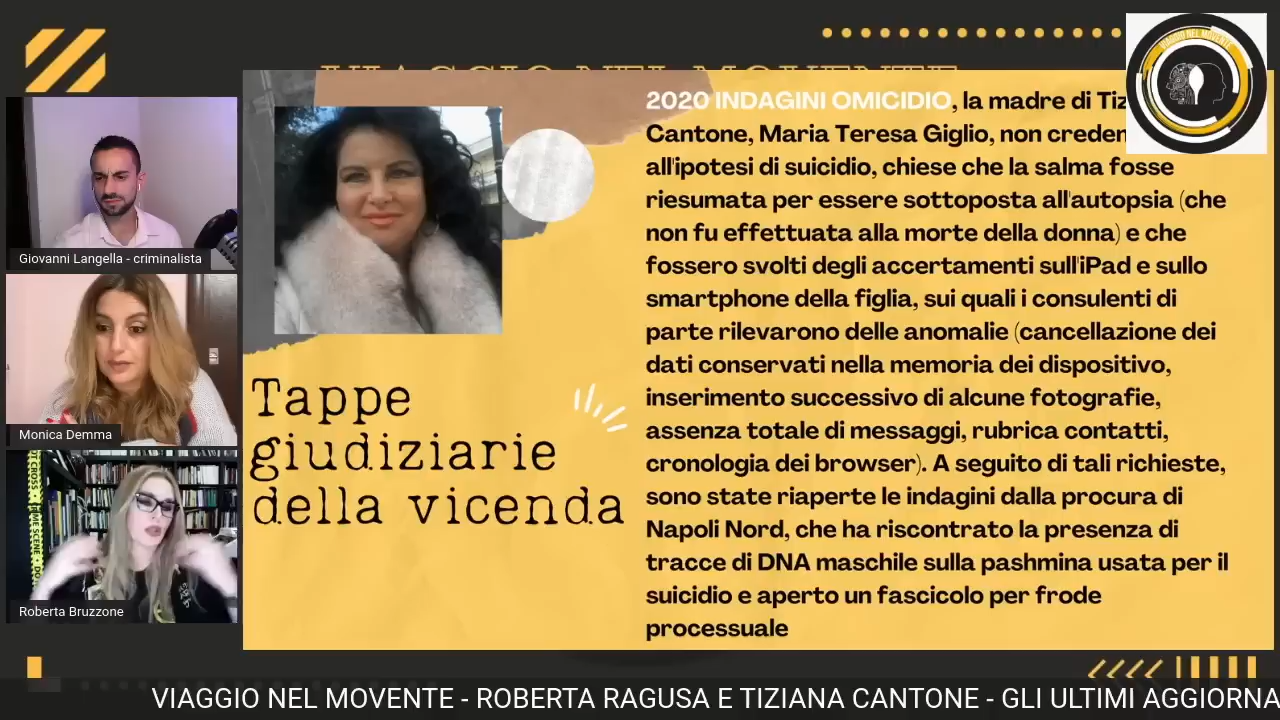 VIAGGIO NEL MOVENTE
VIAGGIO NEL MOVENTE
2020 INDAGINI OMICIDIO, la madre di Tiz
Cantone, Maria Teresa Giglio, non creden
all'ipotesi di suicidio, chiese che la salma fosse
riesumata per essere sottoposta all'autopsia (che
non fu effettuata alla morte della donna) e che
fossero svolti degli accertamenti sull'iPad e sullo
smartphone della figlia, sui quali i consulenti di
parte rilevarono delle anomalie (cancellazione dei
dati conservati nella memoria dei dispositivo,
inserimento successivo di alcune fotografie,
assenza totale di messaggi, rubrica contatti,
cronologia dei browser). A seguito di tali richieste,
sono state riaperte le indagini dalla procura di
Napoli Nord, che ha riscontrato la presenza di
tracce di DNA maschile sulla pashmina usata per il
suicidio e aperto un fascicolo per frode
processuale
Tappe
giudiziarie
della vicenda
Giovanni Langella - criminalista
Monica Demma
Roberta Bruzzone
VIAGGIO NEL MOVENTE - ROBERTA RAGUSA E TIZIANA CANTONE - GLI ULTIMI AGGIORNA